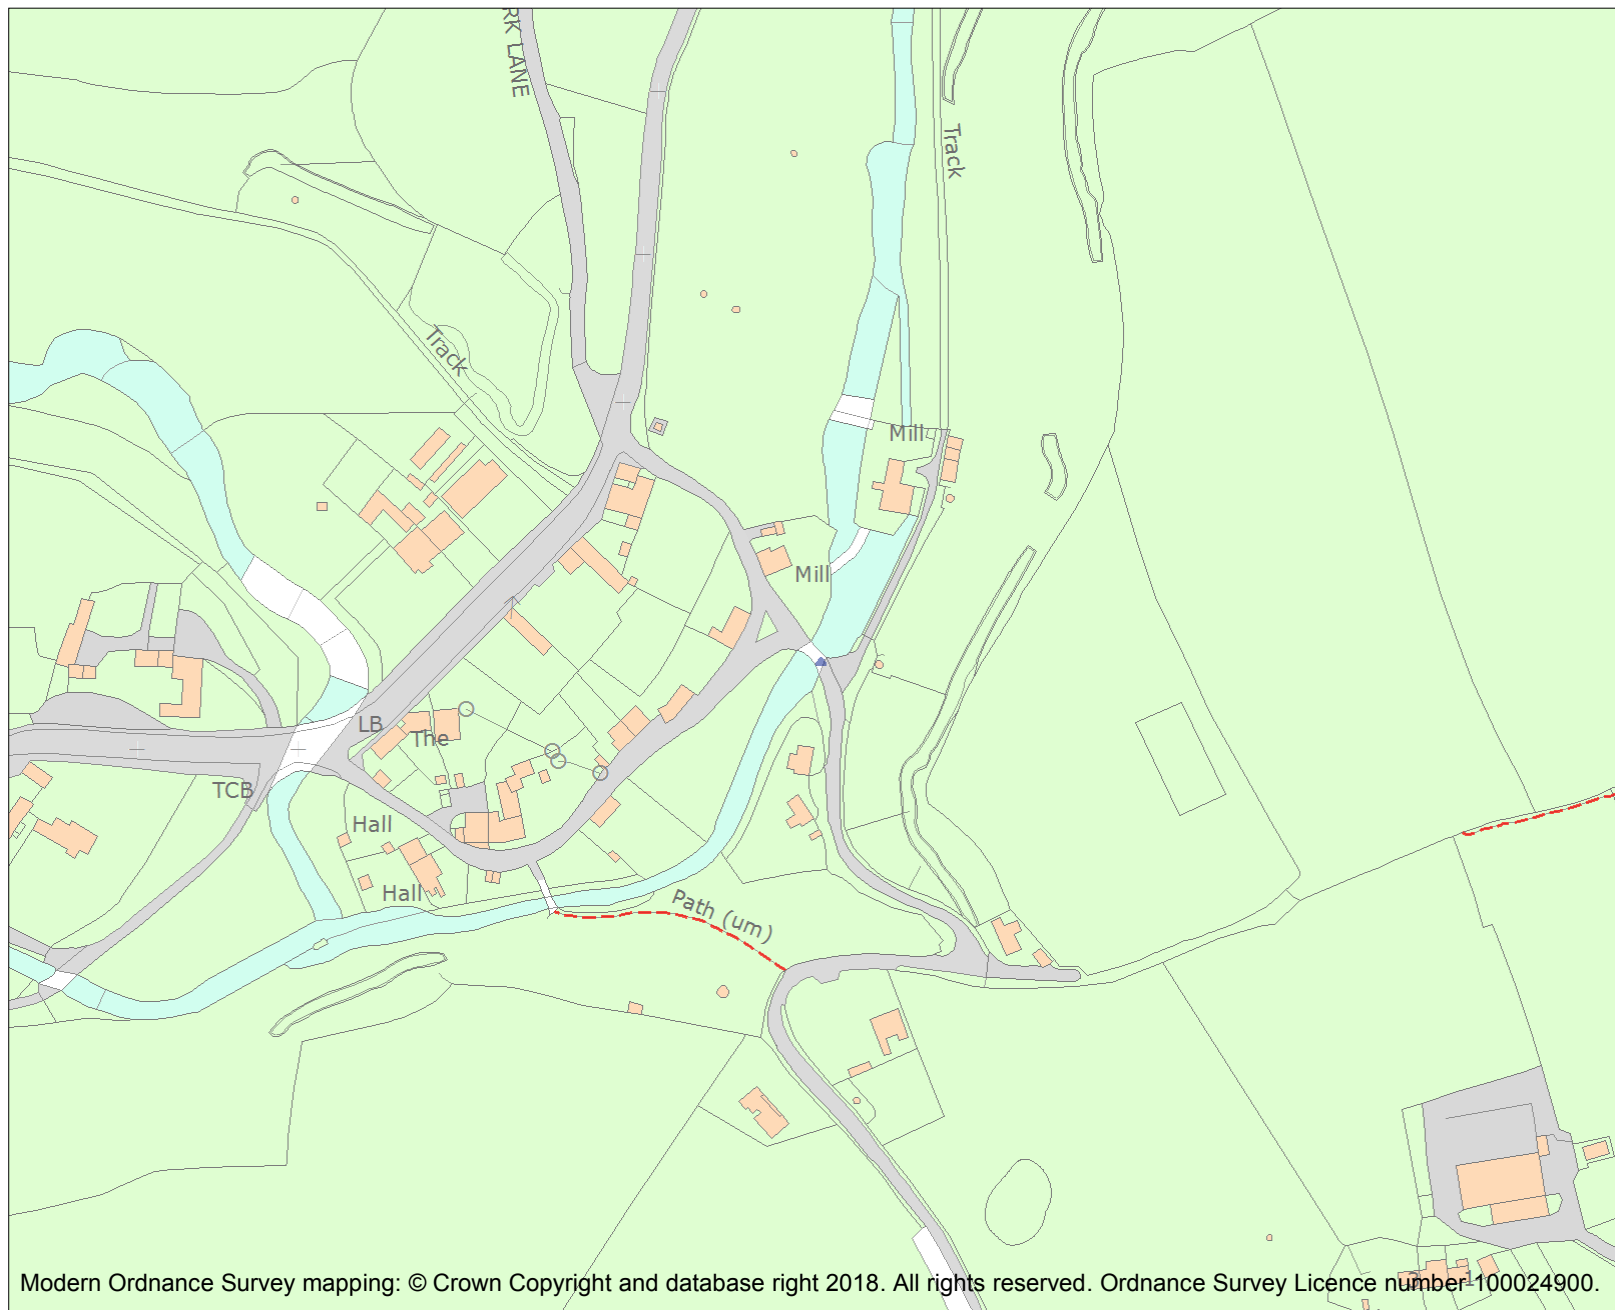 RK LANE
Track
Track
Mill
Mill
LB
The
TCB
Hall
Hall
Path (um)
Modern Ordnance Survey mapping: © Crown Copyright and database right 2018. All rights reserved. Ordnance Survey Licence number 100024900.